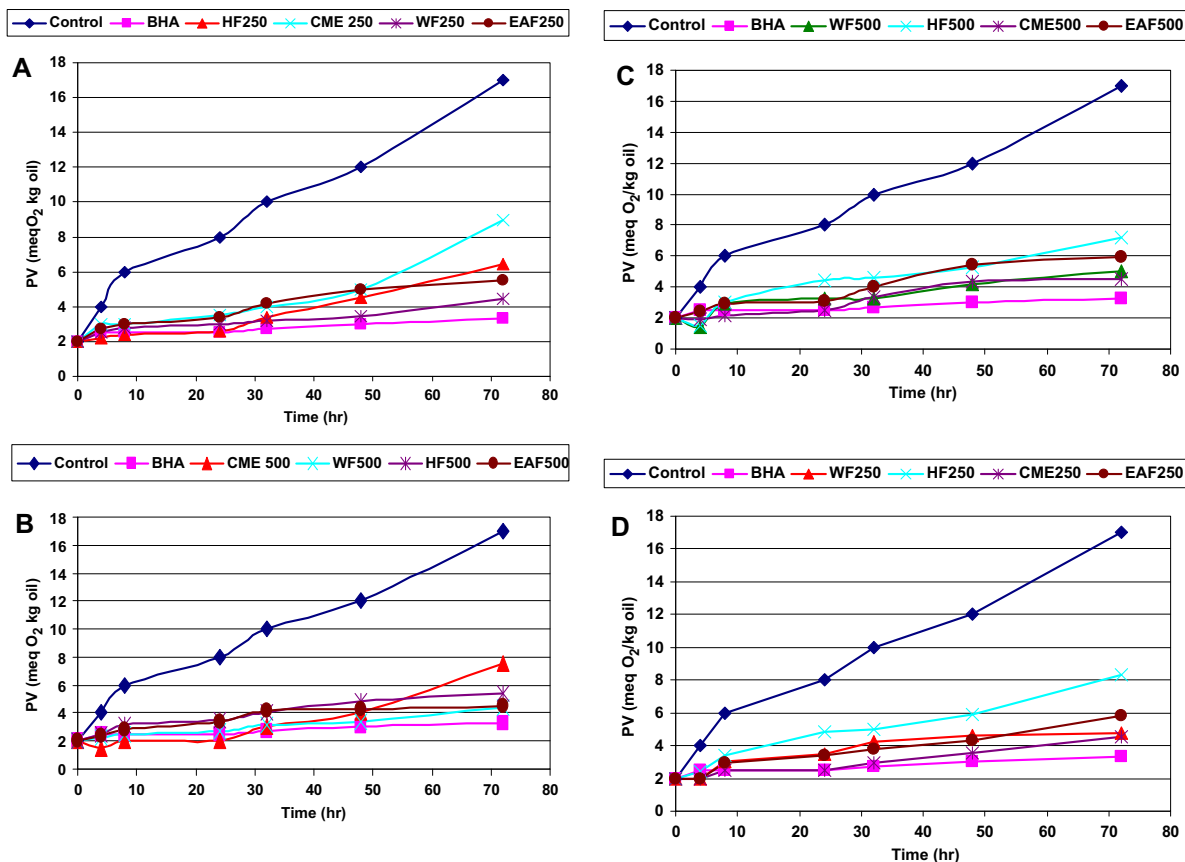 Control BHA HF250 CME 250 WF250 EAF250
A
18
16
14
12
10
8
6
4
2
0
PV (meqO2 kg oil)
0 10 20 30 40 50 60 70 80
Time (hr)
Control BHA CME 500 WF500 HF500 EAF500
B
18
16
14
12
10
8
6
4
2
0
PV (meq O2 kg oil)
0 10 20 30 40 50 60 70 80
Time (hr)
Control BHA WF500 HF500 CME500 EAF500
C
18
16
14
12
10
8
6
4
2
0
PV (meq O2/kg oil)
0 10 20 30 40 50 60 70 80
Time (hr)
Control BHA WF250 HF250 CME250 EAF250
D
18
16
14
12
10
8
6
4
2
0
PV (meq O2/kg oil)
0 10 20 30 40 50 60 70 80
Time (hr)